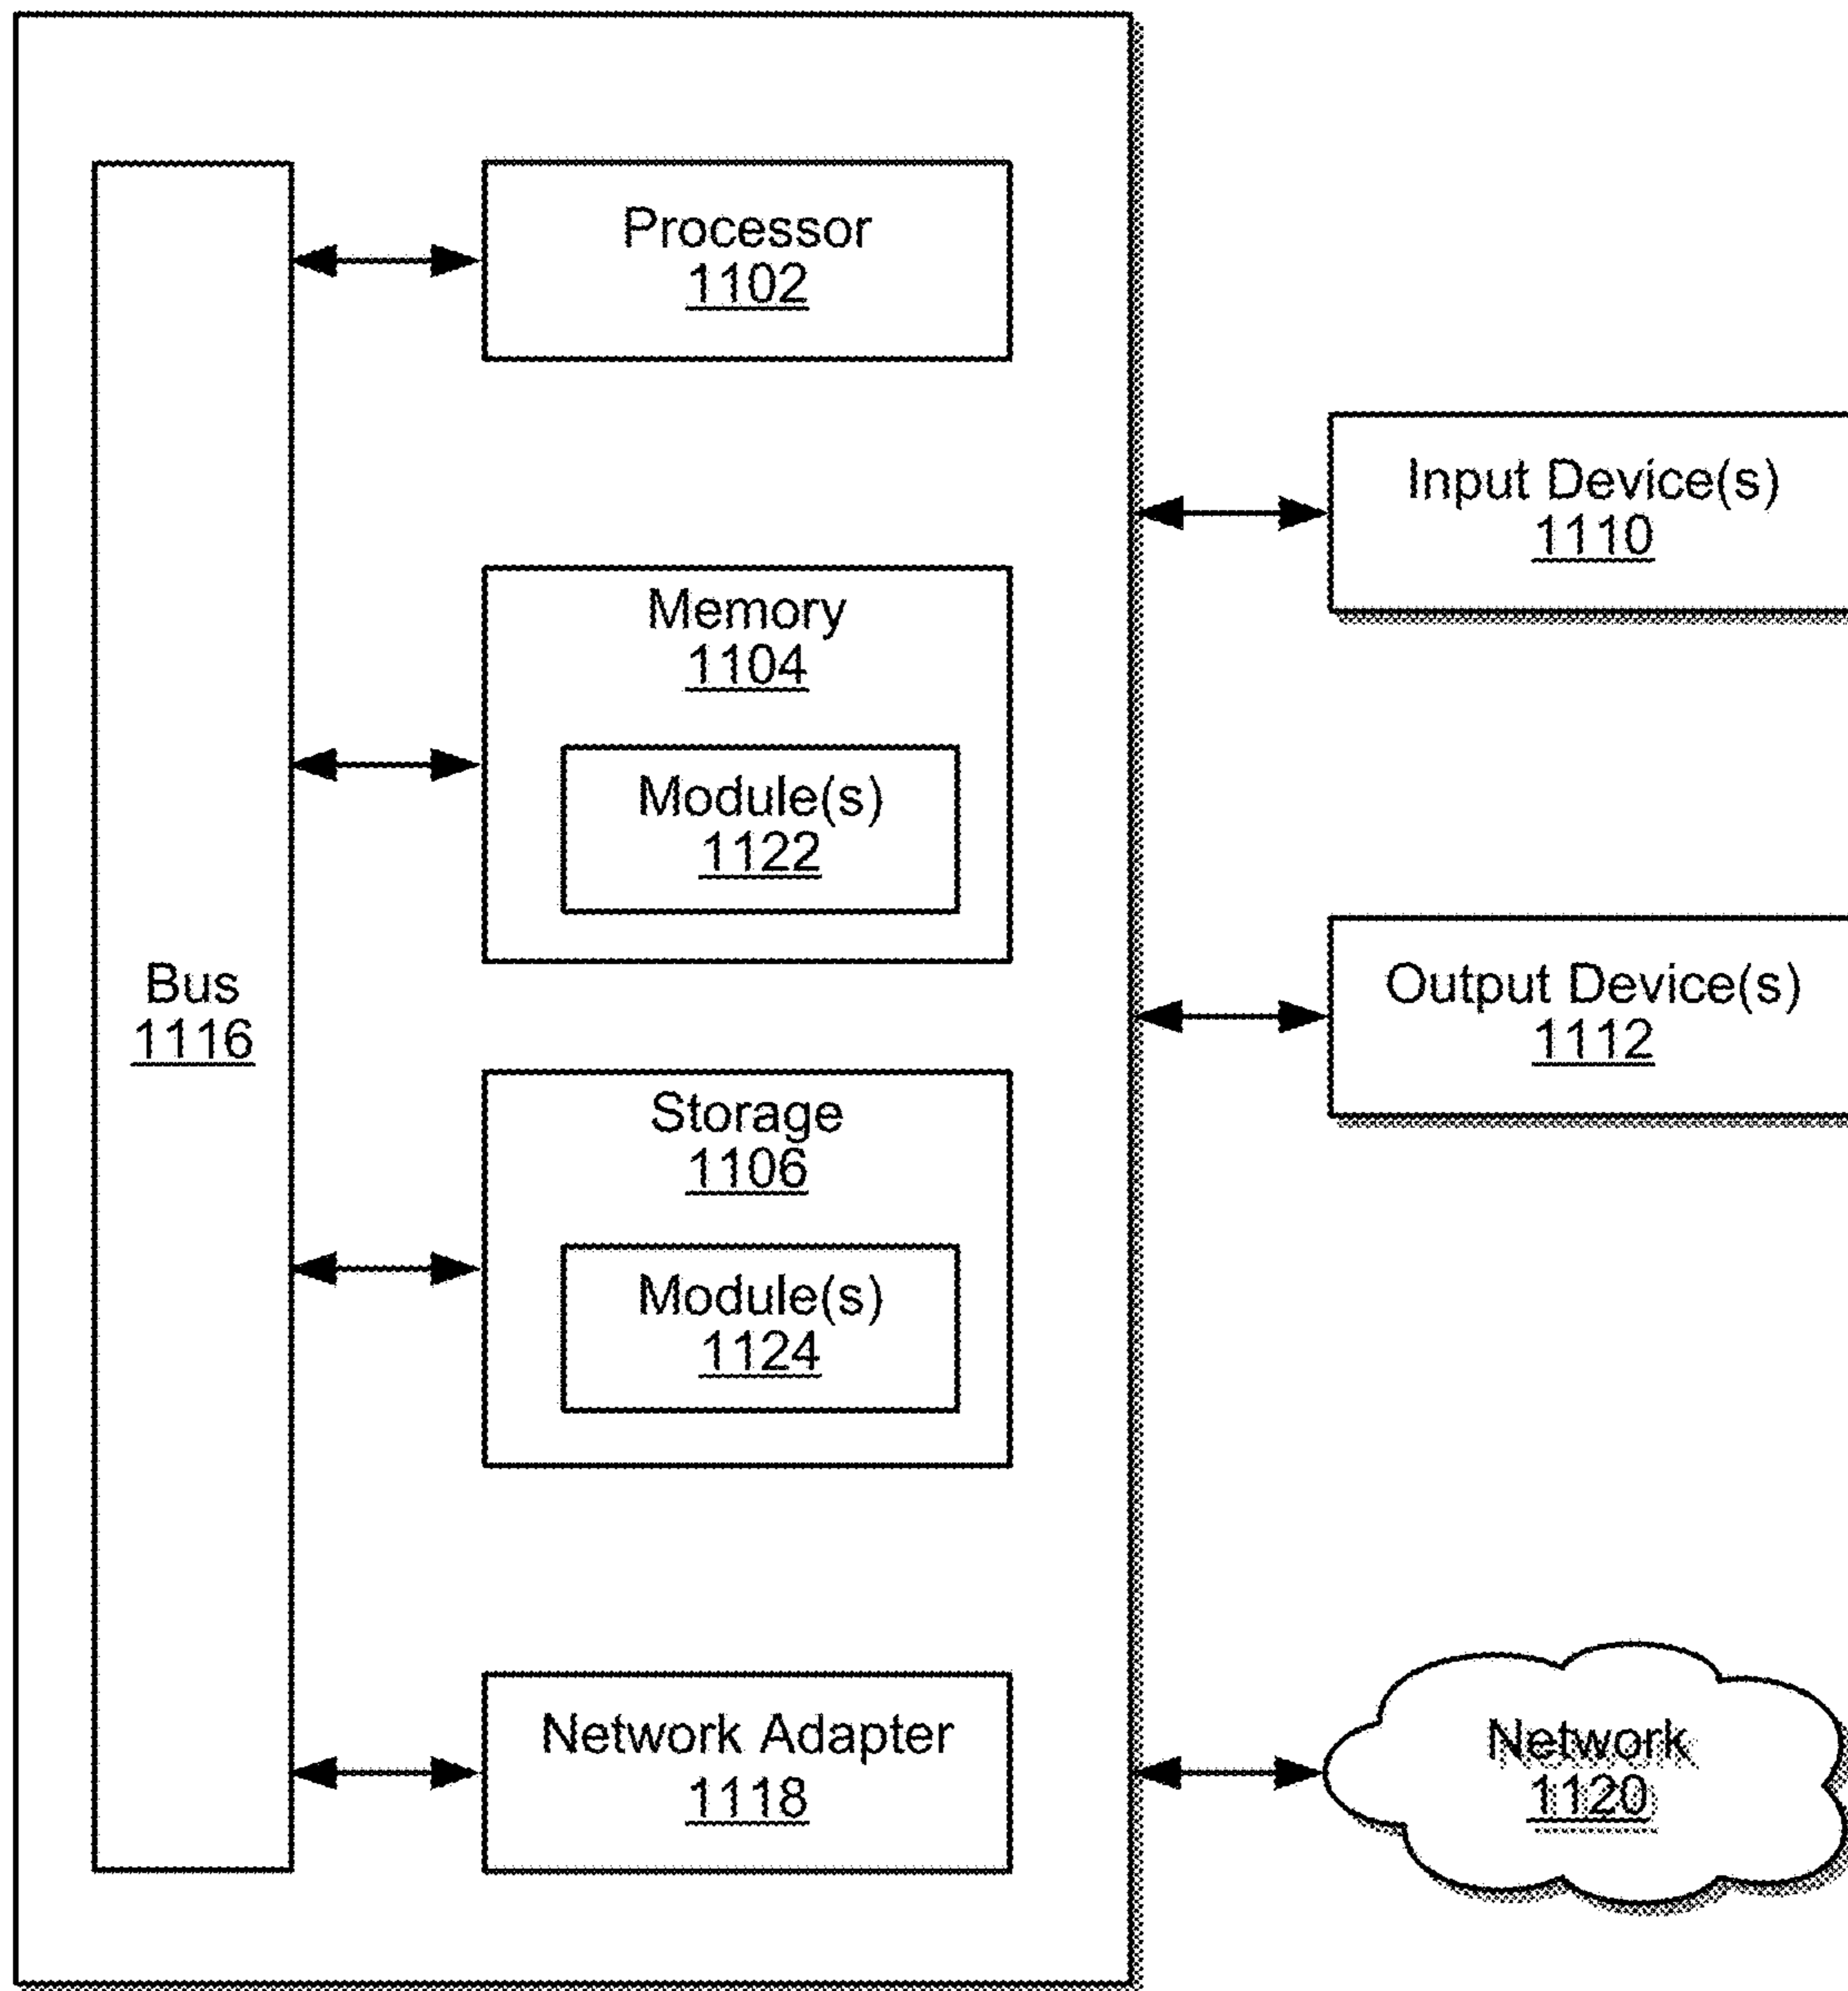 Processor
1102
Memory
1104
Module(s)
1122
Bus
1116
Storage
1106
Module(s)
1124
Network Adapter
1118
Input Device(s)
1110
Output Device(s)
1112
Network
1120